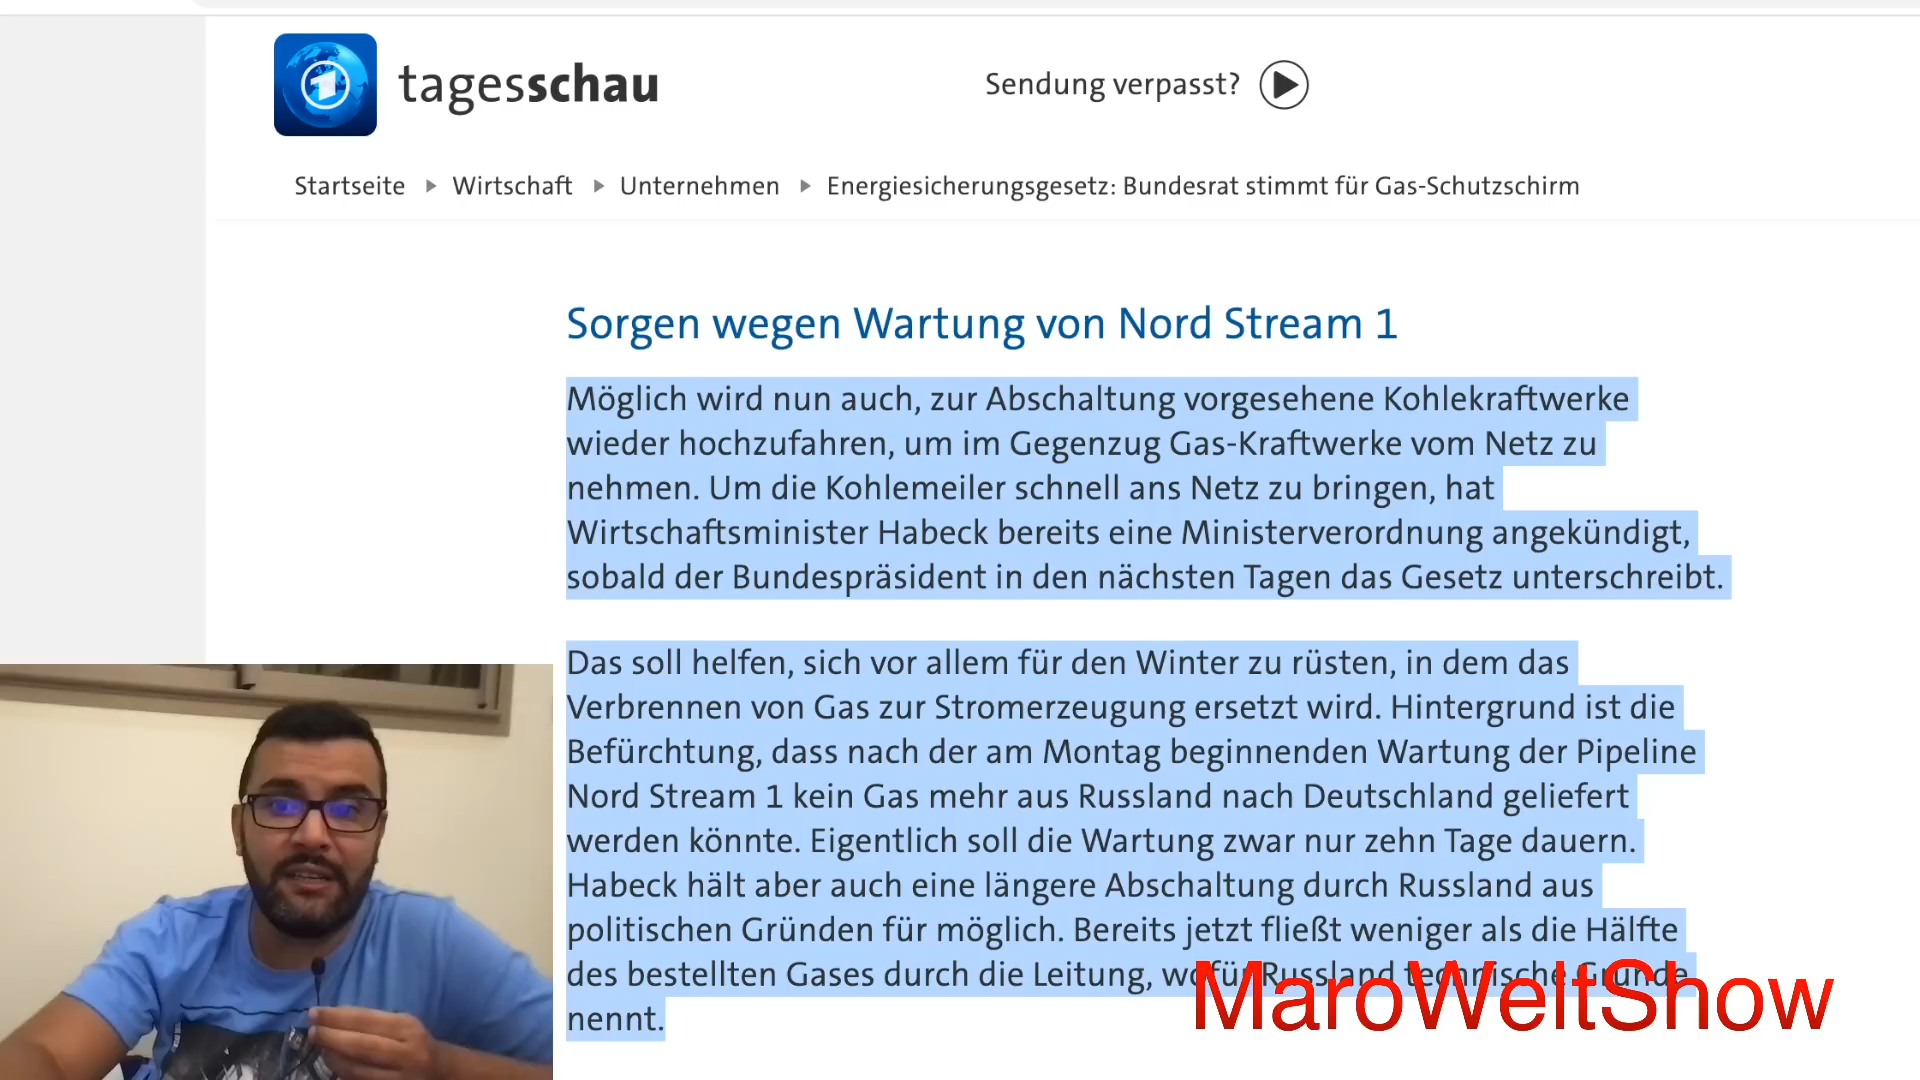 tagesschau
Sendung verpasst?
Startseite Wirtschaft Unternehmen Energiesicherungsgesetz: Bundesrat stimmt für Gas-Schutzschirm
Sorgen wegen Wartung von Nord Stream 1
Möglich wird nun auch, zur Abschaltung vorgesehene Kohlekraftwerke
wieder hochzufahren, um im Gegenzug Gas-Kraftwerke vom Netz zu
nehmen. Um die Kohlemeiler schnell ans Netz zu bringen, hat
Wirtschaftsminister Habeck bereits eine Ministerverordnung angekündigt,
sobald der Bundespräsident in den nächsten Tagen das Gesetz unterschreibt.
Das soll helfen, sich vor allem für den Winter zu rüsten, in dem das
Verbrennen von Gas zur Stromerzeugung ersetzt wird. Hintergrund ist die
Befürchtung, dass nach der am Montag beginnenden Wartung der Pipeline
Nord Stream 1 kein Gas mehr aus Russland nach Deutschland geliefert
werden könnte. Eigentlich soll die Wartung zwar nur zehn Tage dauern.
Habeck hält aber auch eine längere Abschaltung durch Russland aus
politischen Gründen für möglich. Bereits jetzt fließt weniger als die Hälfte
des bestellten Gases durch die Leitung, wofür Russland technische Gründe
nennt.
MaroWeltShow